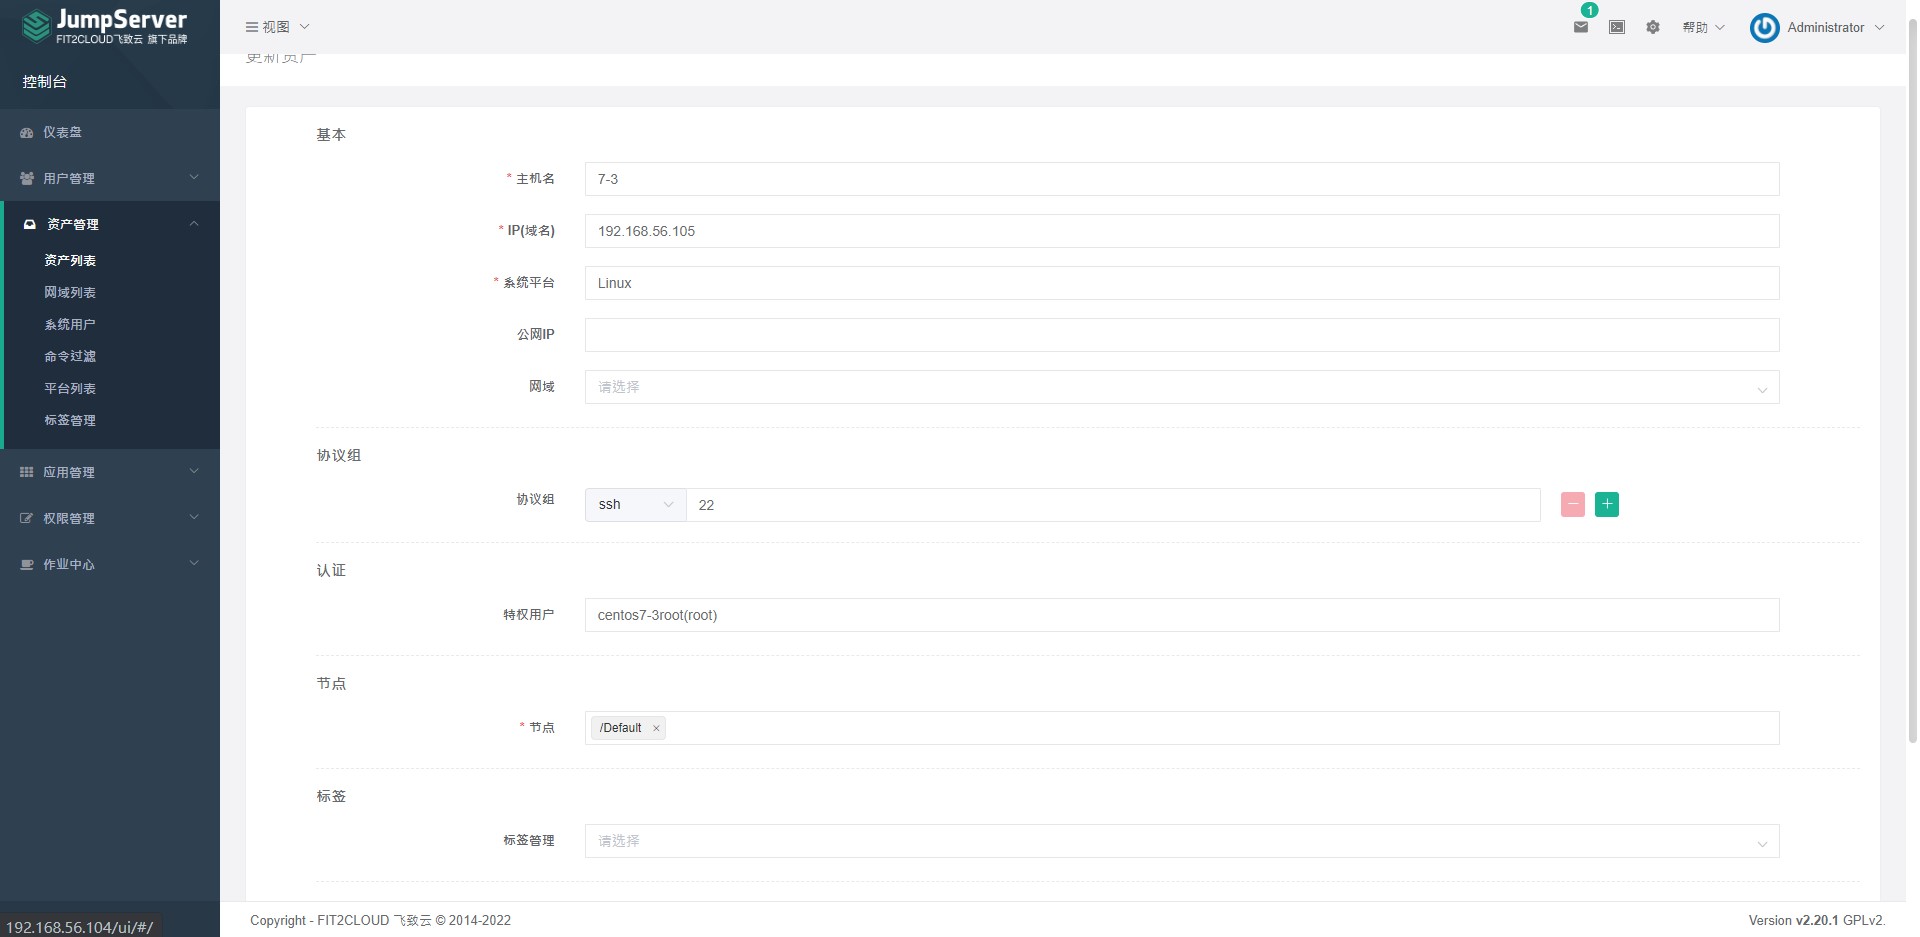 JumpServer
FIT2CLOUD飞致云 旗下品牌
控制台
仪表盘
用户管理
资产管理
资产列表
网域列表
系统用户
命令过滤
平台列表
标签管理
应用管理
权限管理
作业中心
192.168.56.104/ui/#/
视图
1
帮助
Administrator
更新资产
基本
* 主机名
7-3
* IP(域名)
192.168.56.105
* 系统平台
Linux
公网IP
网域
请选择
协议组
协议组
ssh
22
认证
特权用户
centos7-3root(root)
节点
* 节点
/Default ×
标签
标签管理
请选择
Copyright - FIT2CLOUD 飞致云 © 2014-2022
Version v2.20.1 GPLv2.